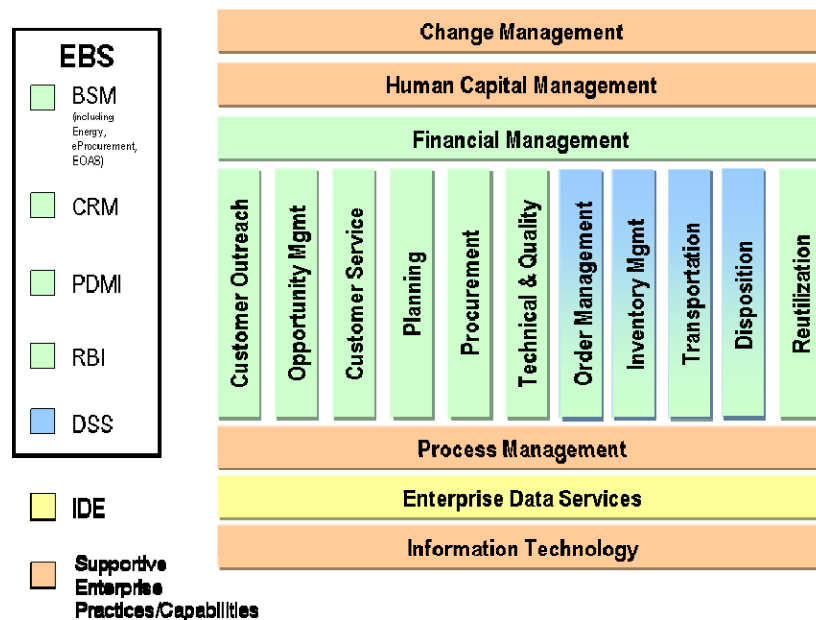 EBS
BSM
(including
Energy,
eProcurement,
EOAS)
CRM
PDMI
RBI
DSS
IDE
Supportive
Enterprise
Practices/Capabilities
Change Management
Human Capital Management
Financial Management
Customer Outreach
Opportunity Mgmt
Customer Service
Planning
Procurement
Technical & Quality
Order Management
Inventory Mgmt
Transportation
Disposition
Reutilization
Process Management
Enterprise Data Services
Information Technology